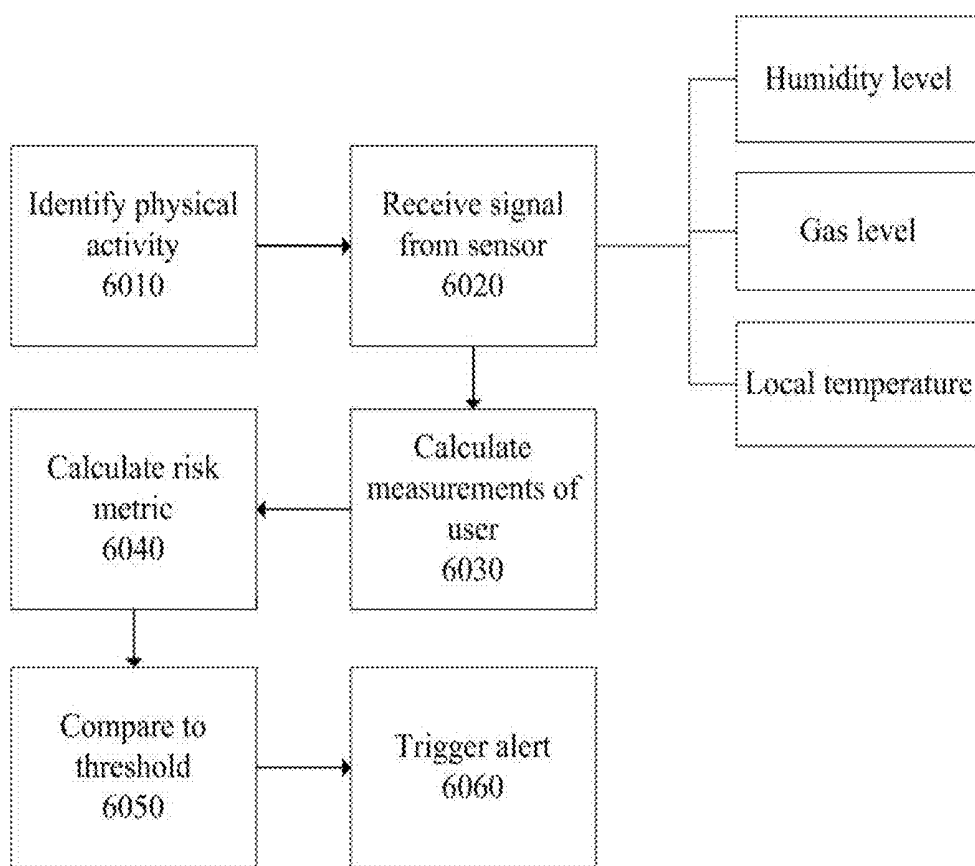 Humidity level
Identify physical
activity
6010
Receive signal
from sensor
6020
Gas level
Local temperature
Calculate risk
metric
6040
Calculate
measurements of
user
6030
Compare to
threshold
6050
Trigger alert
6060